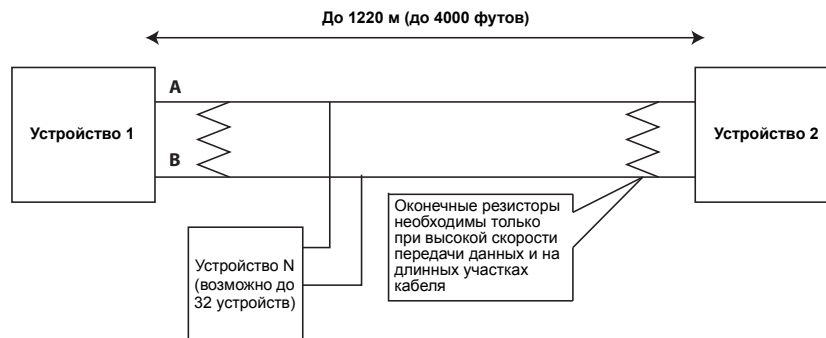 До 1220 м (до 4000 футов)
A
Устройство 1
B
Устройство 2
Устройство N
(возможно до
32 устройств)
Оконечные резисторы
необходимы только
при высокой скорости
передачи данных и на
длинных участках
кабеля